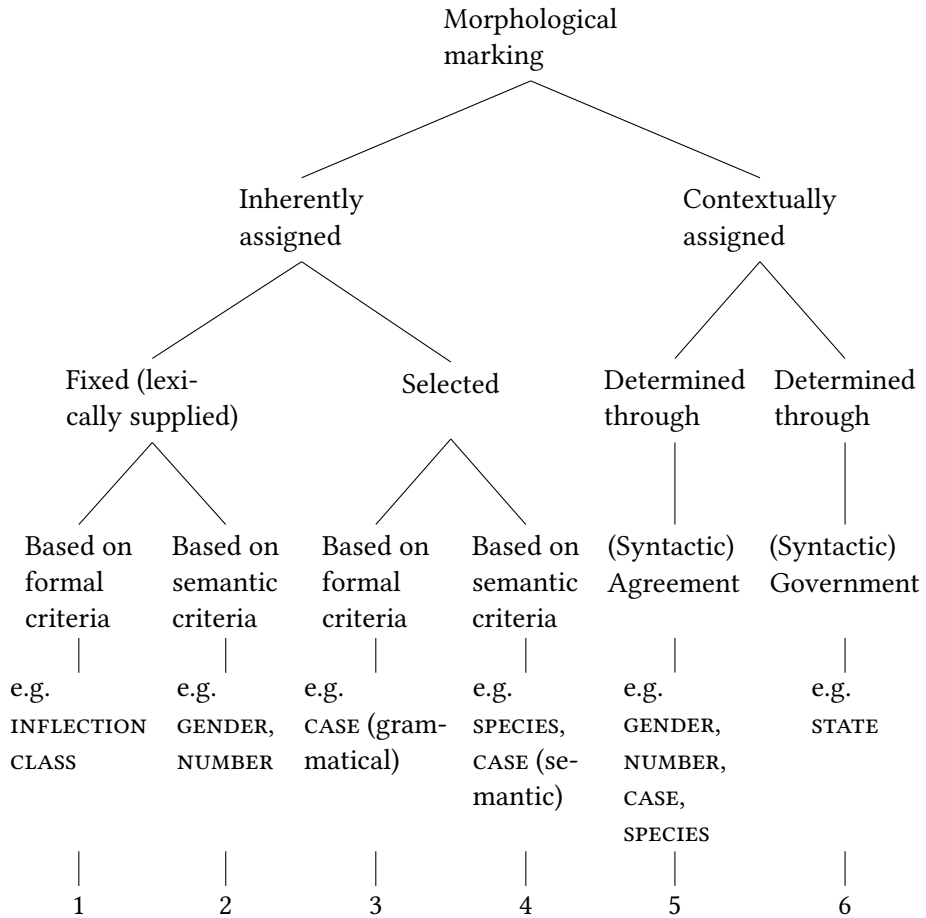 Morphological
marking
Inherently
assigned
Contextually
assigned
Fixed (lexi-
cally supplied)
Selected
Determined
through
Determined
through
Based on
formal
criteria
Based on
semantic
criteria
Based on
formal
criteria
Based on
semantic
criteria
(Syntactic)
Agreement
(Syntactic)
Government
e.g.
INFLECTION
CLASS
e.g.
GENDER,
NUMBER
e.g.
CASE (gram-
matical)
e.g.
SPECIES,
CASE (se-
mantic)
e.g.
GENDER,
NUMBER,
CASE,
SPECIES
e.g.
STATE
1
2
3
4
5
6